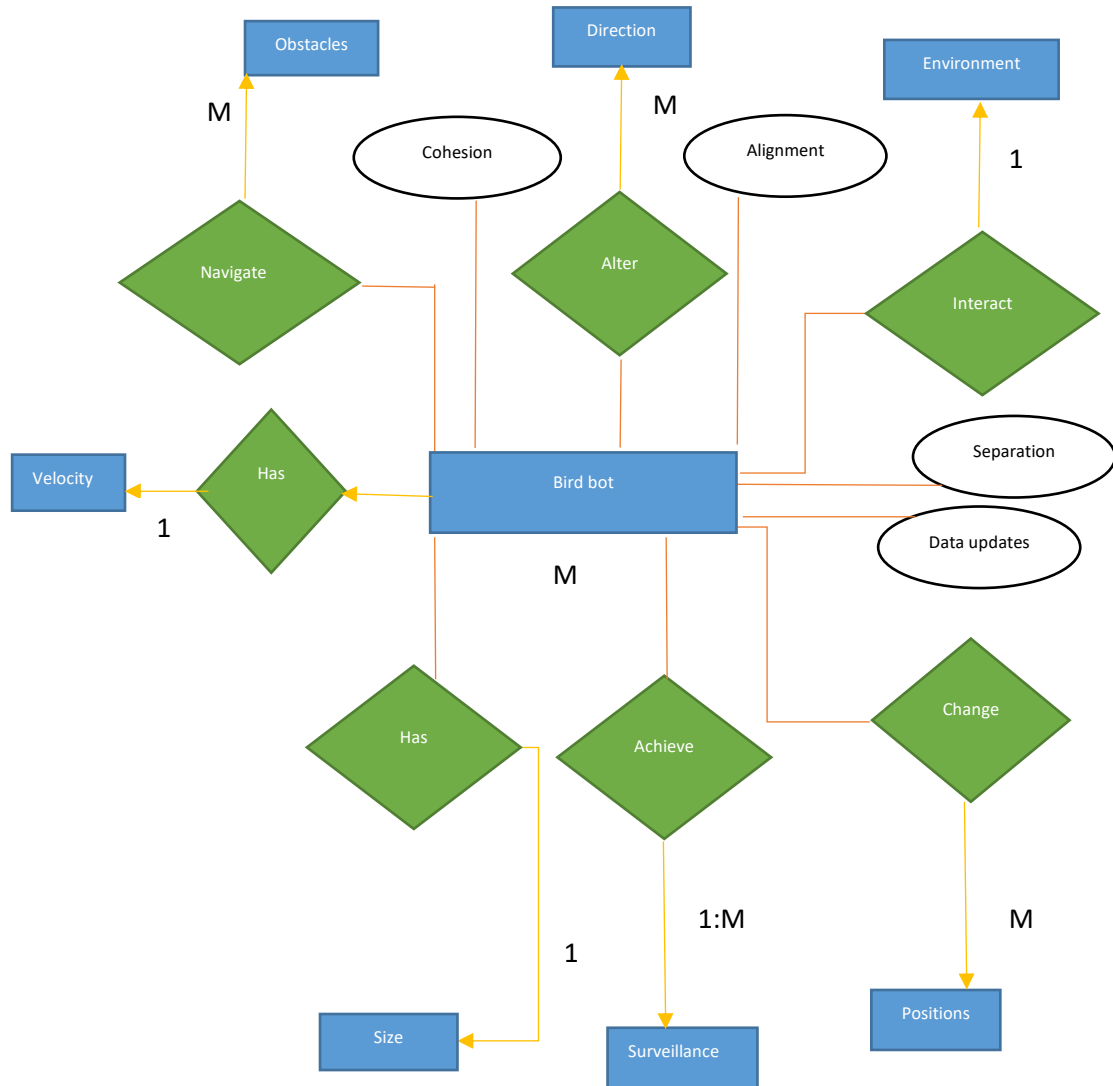 Obstacles
Direction
Environment
M
M
1
Cohesion
Alignment
Navigate
Alter
Interact
Velocity
Has
1
Bird bot
Separation
Data updates
M
Has
Achieve
Change
1
1:M
M
Size
Surveillance
Positions